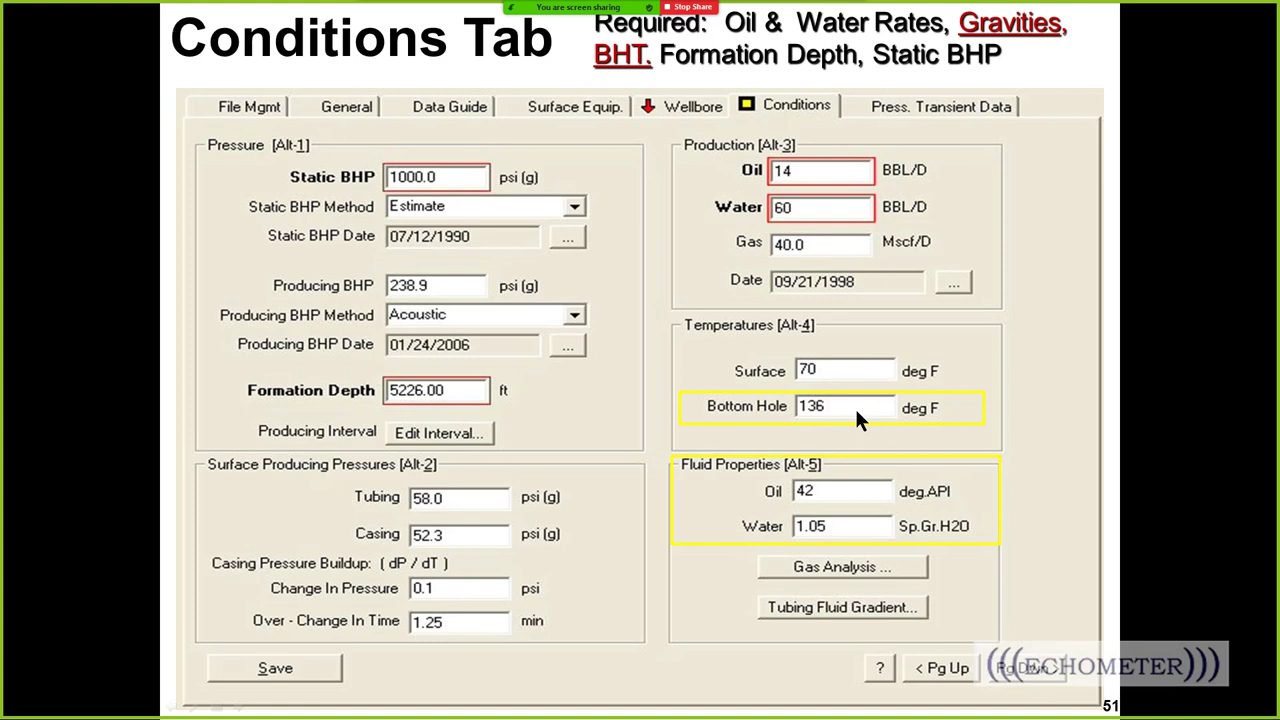 You are screen sharing
Stop Share
Conditions Tab
Required: Oil & Water Rates, Gravities,
BHT. Formation Depth, Static BHP
File Mgmt
General
Data Guide
Surface Equip.
Wellbore
Conditions
Press. Transient Data
Pressure [Alt-1]
Static BHP 1000.0 psi (g)
Static BHP Method Estimate
Static BHP Date 07/12/1990 ...
Producing BHP 238.9 psi (g)
Producing BHP Method Acoustic
Producing BHP Date 01/24/2006 ...
Formation Depth 5226.00 ft
Producing Interval Edit Interval...
Surface Producing Pressures [Alt-2]
Tubing 58.0 psi (g)
Casing 52.3 psi (g)
Casing Pressure Buildup: ( dP / dT )
Change In Pressure 0.1 psi
Over - Change In Time 1.25 min
Production [Alt-3]
Oil 14 BBL/D
Water 60 BBL/D
Gas 40.0 Mscf/D
Date 09/21/1998 ...
Temperatures [Alt-4]
Surface 70 deg F
Bottom Hole 136 deg F
Fluid Properties [Alt-5]
Oil 42 deg.API
Water 1.05 Sp.Gr.H2O
Gas Analysis ...
Tubing Fluid Gradient...
Save
? < Pg Up Pg Dwn >
(((ECHOMETER)))
51